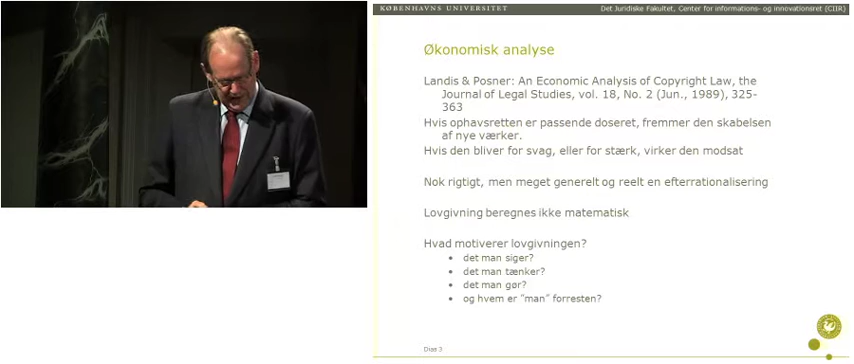 KØBENHAVNS UNIVERSITET
Det Juridiske Fakultet, Center for informations- og innovationsret (CIIR)
Økonomisk analyse
Landis & Posner: An Economic Analysis of Copyright Law, the
Journal of Legal Studies, vol. 18, No. 2 (Jun., 1989), 325-
363
Hvis ophavsretten er passende doseret, fremmer den skabelsen
af nye værker.
Hvis den bliver for svag, eller for stærk, virker den modsat
Nok rigtigt, men meget generelt og reelt en efterrationalisering
Lovgivning beregnes ikke matematisk
Hvad motiverer lovgivningen?
• det man siger?
• det man tænker?
• det man gør?
• og hvem er ”man” forresten?
Dias 3